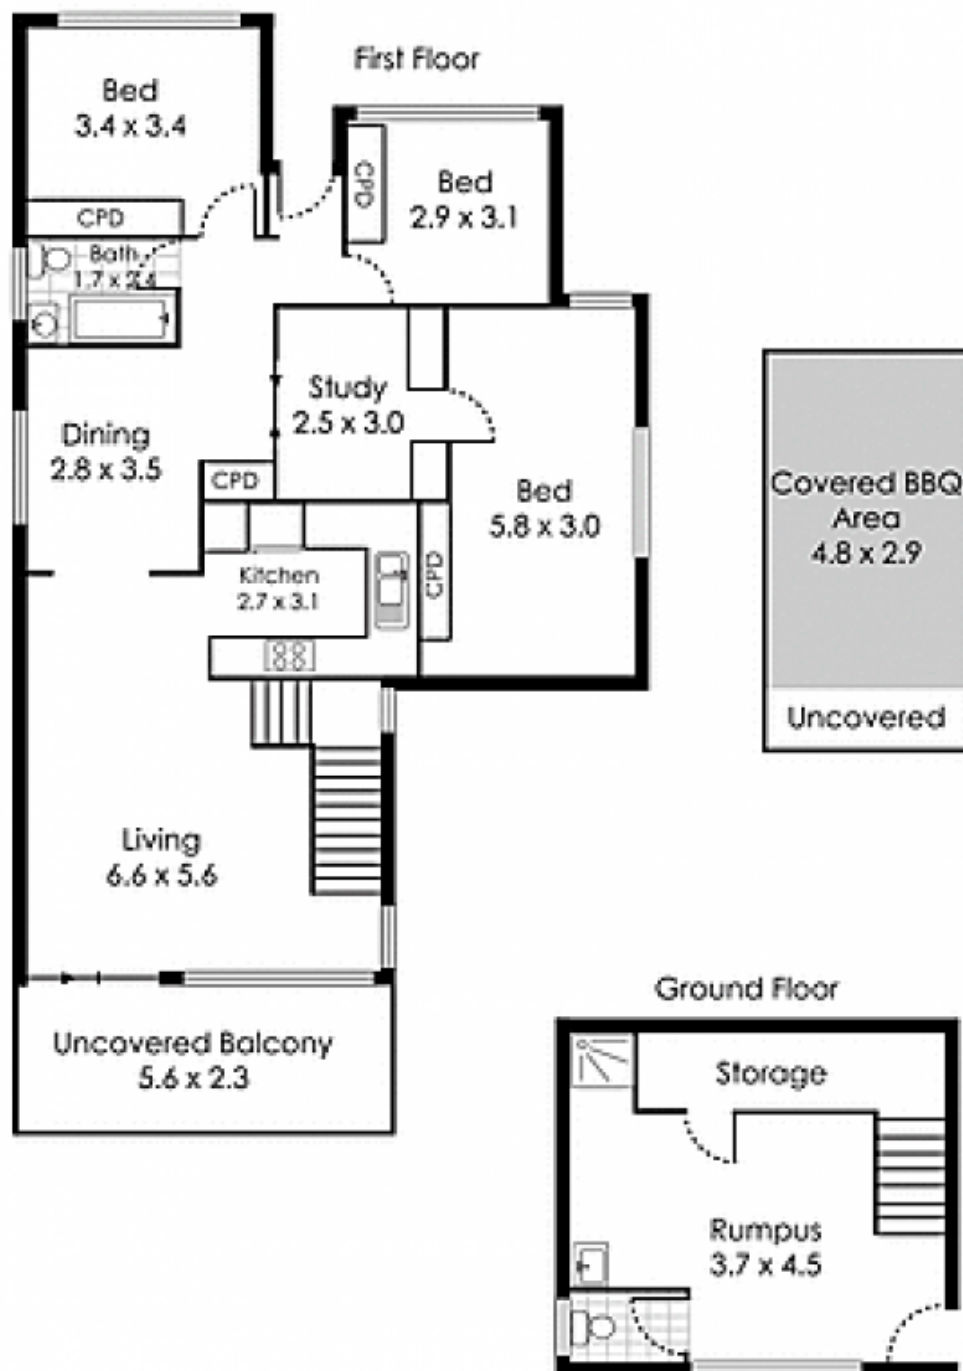 First Floor
Bed
3.4 x 3.4
CPD
Bed
2.9 x 3.1
CPD
Bath
1.7 x 2.4
Study
2.5 x 3.0
Dining
2.8 x 3.5
CPD
Bed
5.8 x 3.0
Kitchen
2.7 x 3.1
CPD
Covered BBQ
Area
4.8 x 2.9
Uncovered
Living
6.6 x 5.6
Uncovered Balcony
5.6 x 2.3
Ground Floor
Storage
Rumpus
3.7 x 4.5